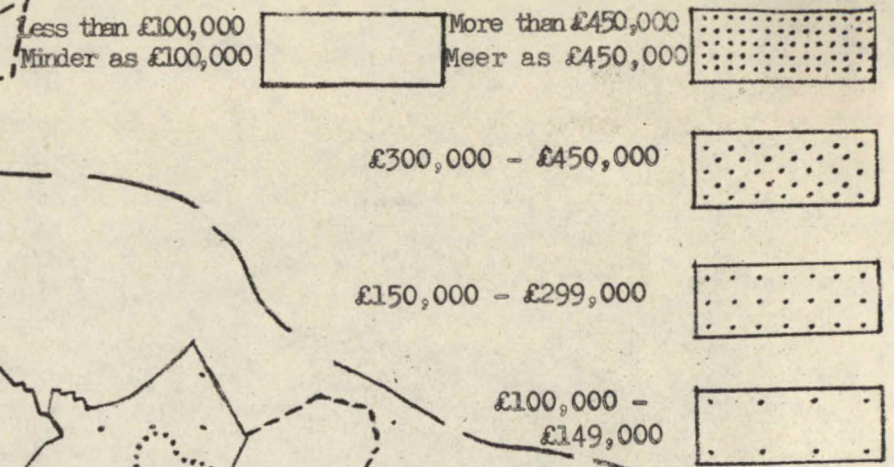 Less than £100,000
Minder as £100,000
More than £450,000
Meer as £450,000
£300,000 - £450,000
£150,000 - £299,000
£100,000 -
£149,000